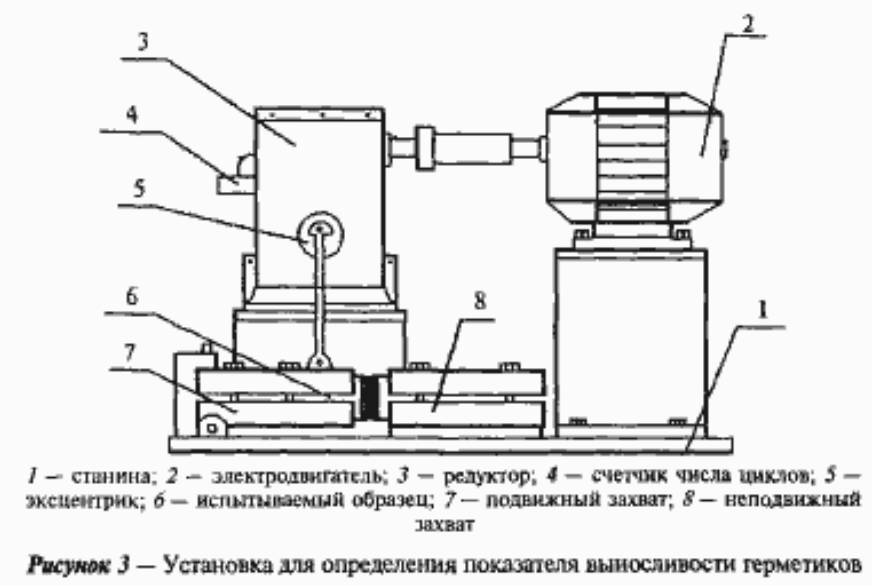 3
2
4
5
6
8
1
7
1 — станина; 2 — электродвигатель; 3 — редуктор; 4 — счетчик числа циклов; 5 —
эксцентрик; 6 — испытываемый образец; 7 — подвижный захват; 8 — неподвижный
захват
Рисунок 3 — Установка для определения показателя выносливости герметиков